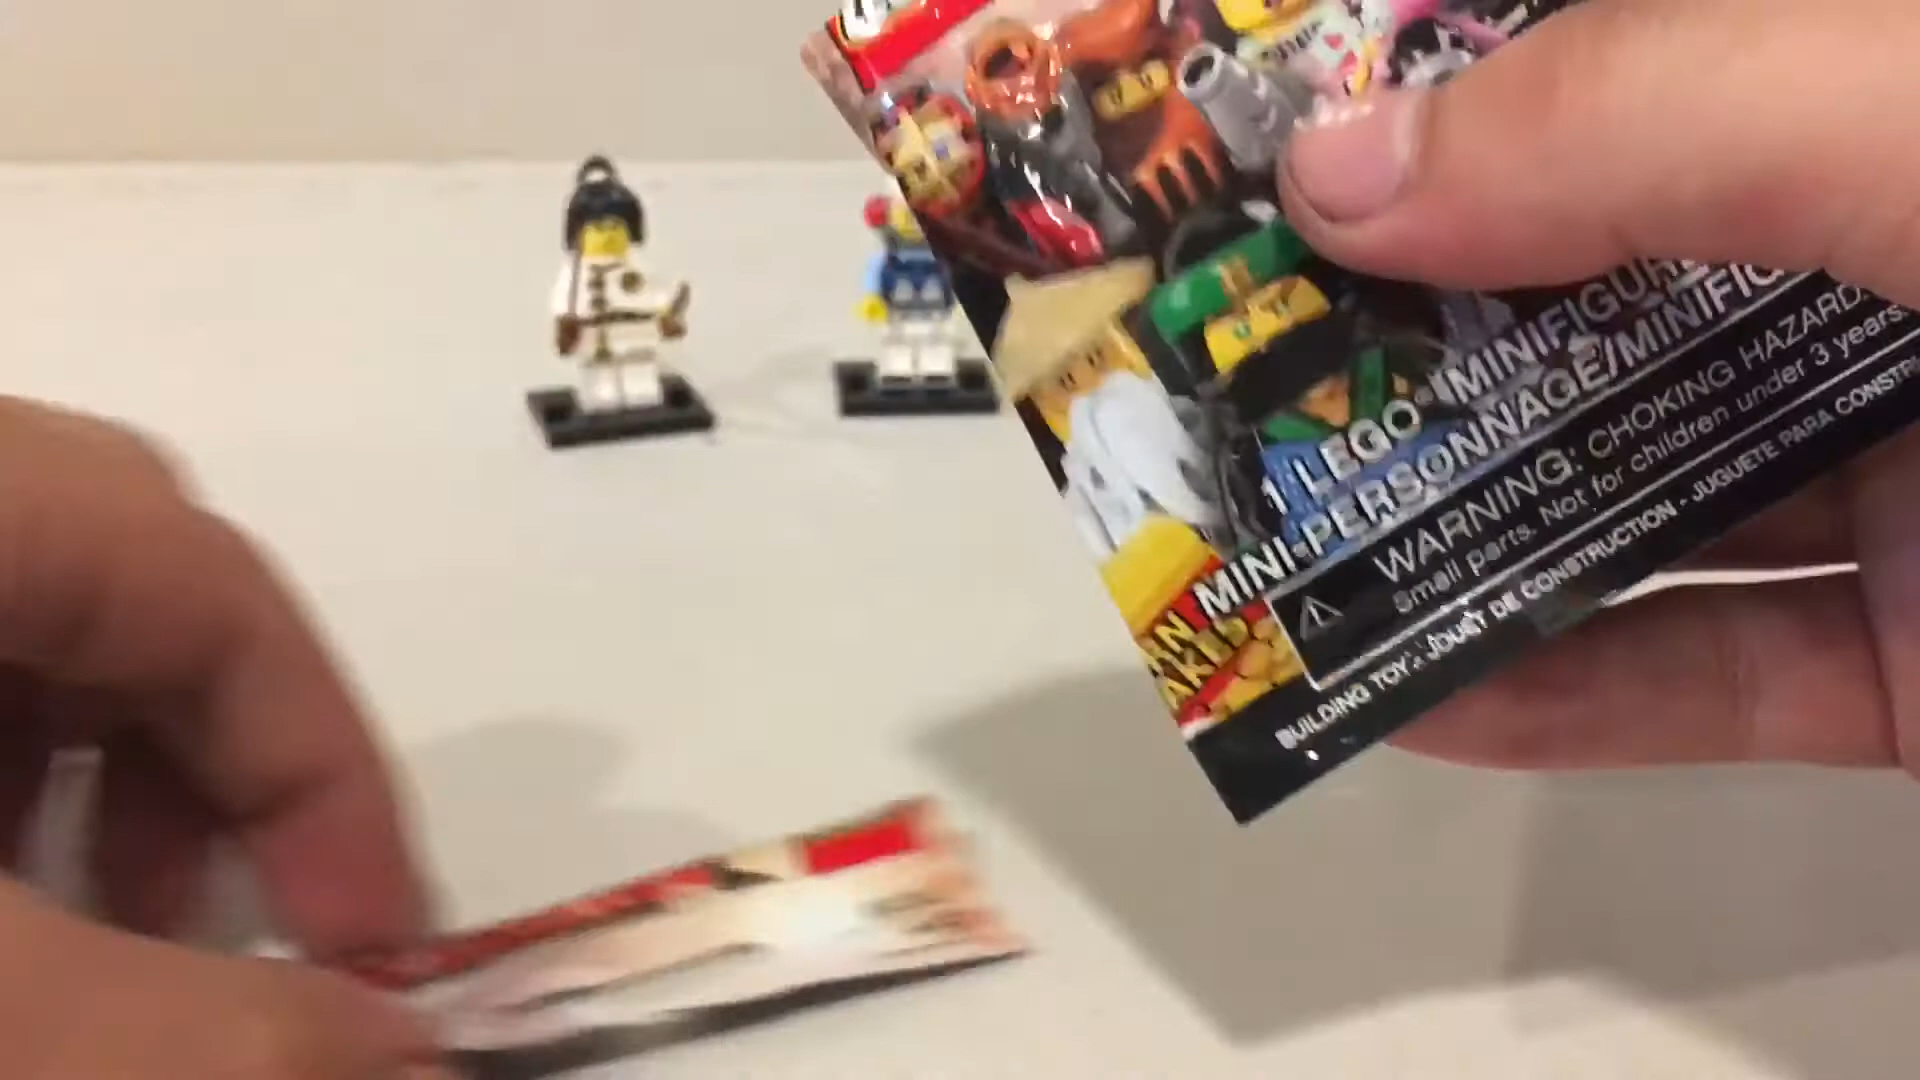 1 LEGO MINIFIGURE
MINI-PERSONNAGE/MINIFIG
WARNING: CHOKING HAZARD.
Small parts. Not for children under 3 years.
BUILDING TOY - JOUET DE CONSTRUCTION - JUGUETE PARA CONSTR